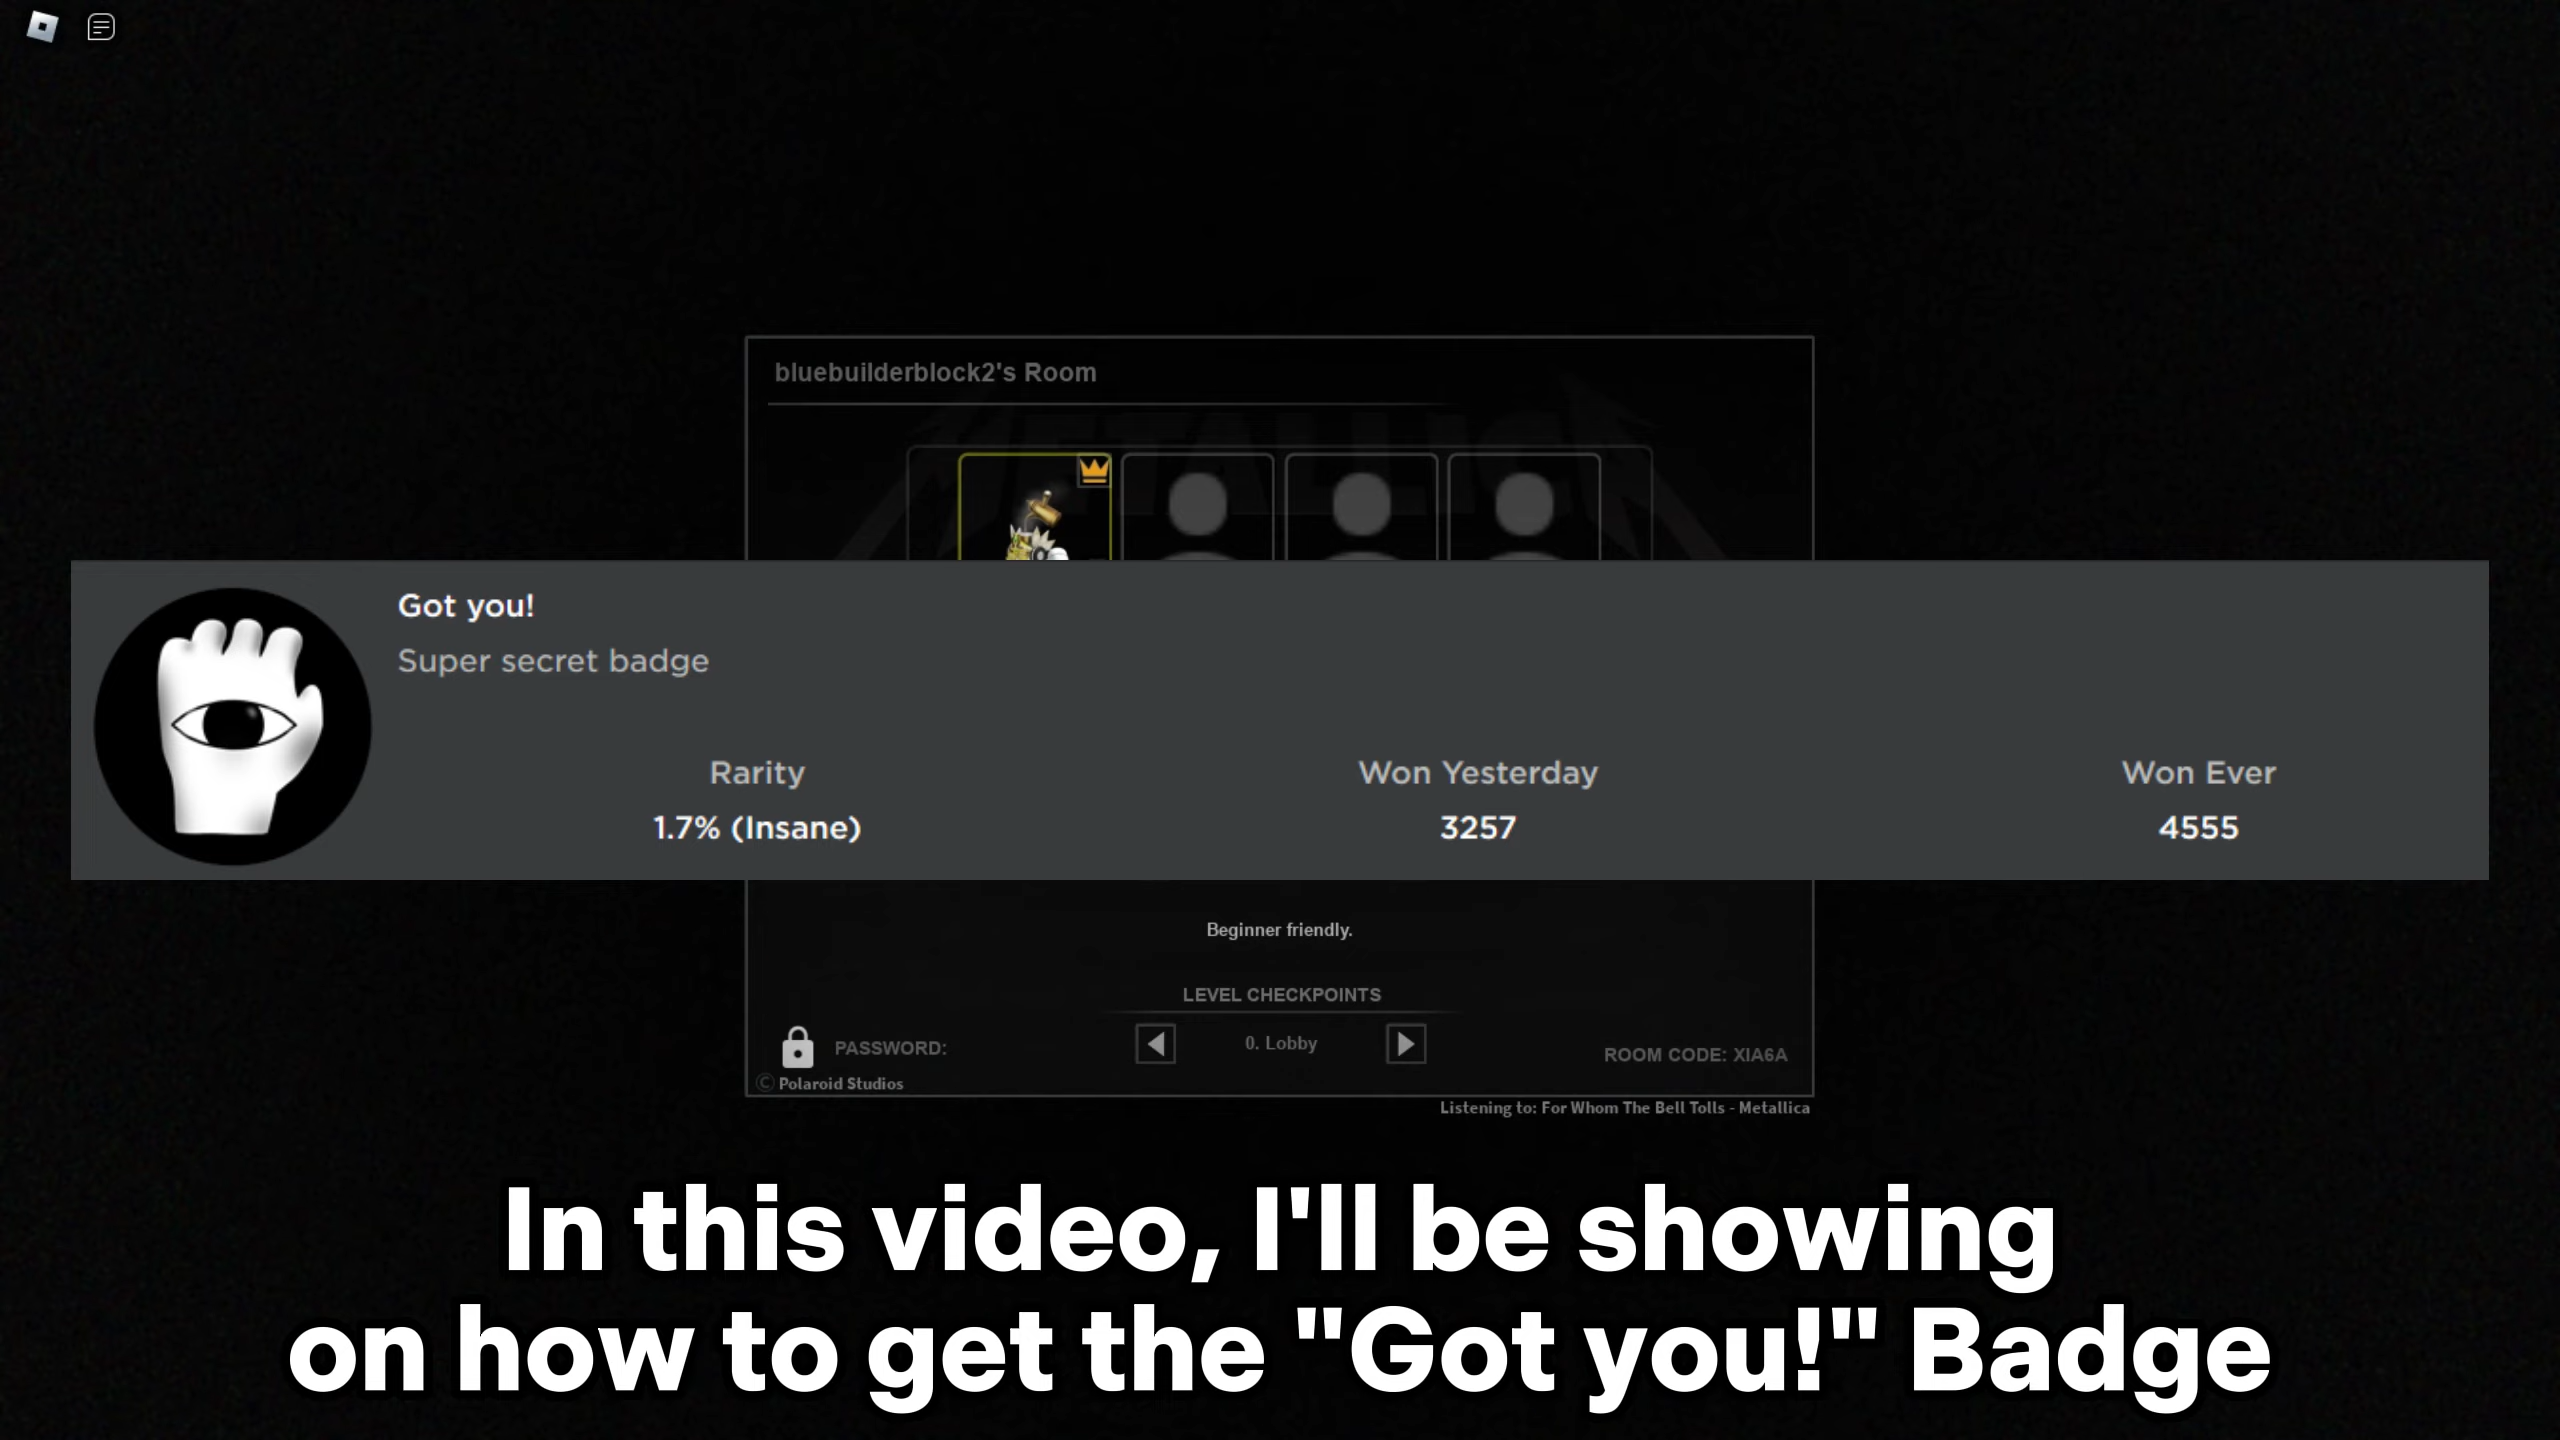 bluebuilderblock2's Room
METALLICA
Got you!
Super secret badge
Rarity
Won Yesterday
Won Ever
1.7% (Insane)
3257
4555
Beginner friendly.
LEVEL CHECKPOINTS
0. Lobby
PASSWORD:
ROOM CODE: XIA6A
© Polaroid Studios
Listening to: For Whom The Bell Tolls - Metallica
In this video, I'll be showing
on how to get the "Got you!" Badge